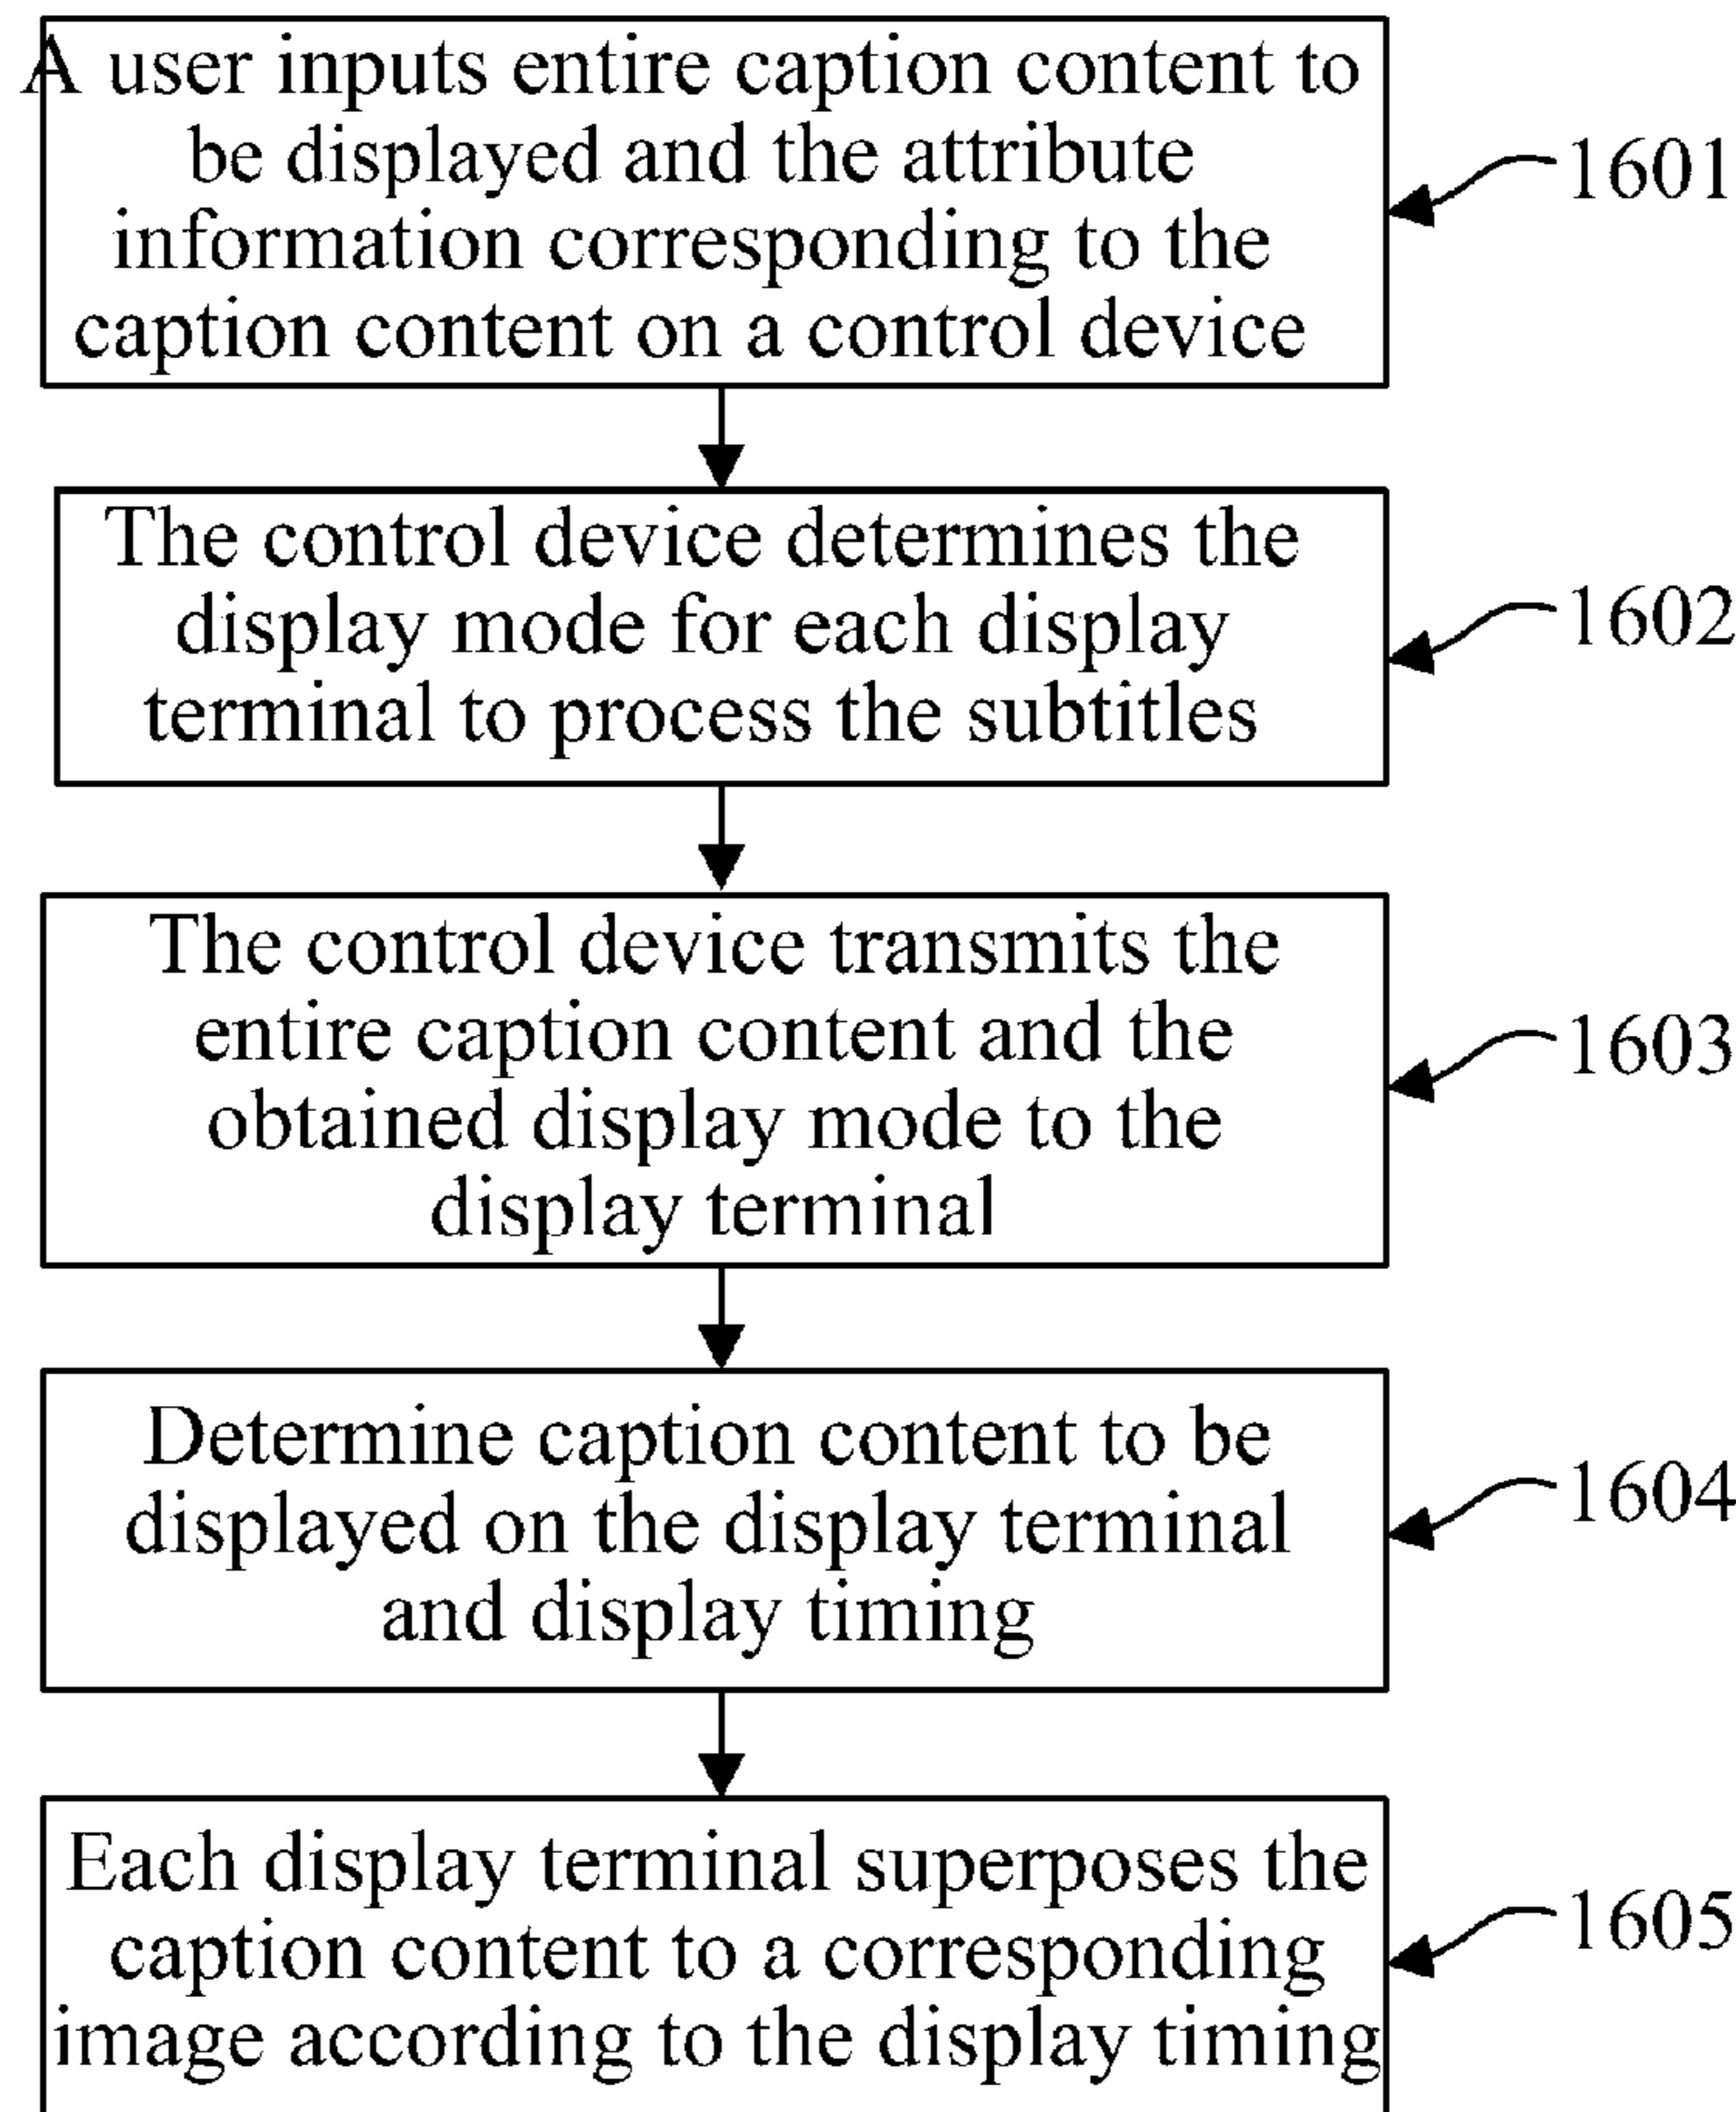 A user inputs entire caption content to
be displayed and the attribute
information corresponding to the
caption content on a control device
1601
The control device determines the
display mode for each display
terminal to process the subtitles
1602
The control device transmits the
entire caption content and the
obtained display mode to the
display terminal
1603
Determine caption content to be
displayed on the display terminal
and display timing
1604
Each display terminal superposes the
caption content to a corresponding
image according to the display timing
1605